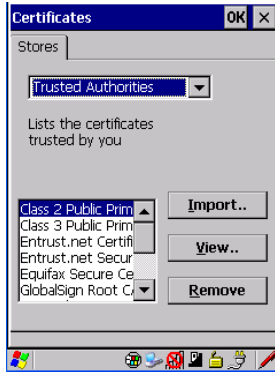 Certificates OK ×
Stores
Trusted Authorities
Lists the certificates
trusted by you
Class 2 Public Prim
Class 3 Public Prim
Entrust.net Certifi
Entrust.net Secur
Equifax Secure Ce
GlobalSign Root C
Import..
View..
Remove